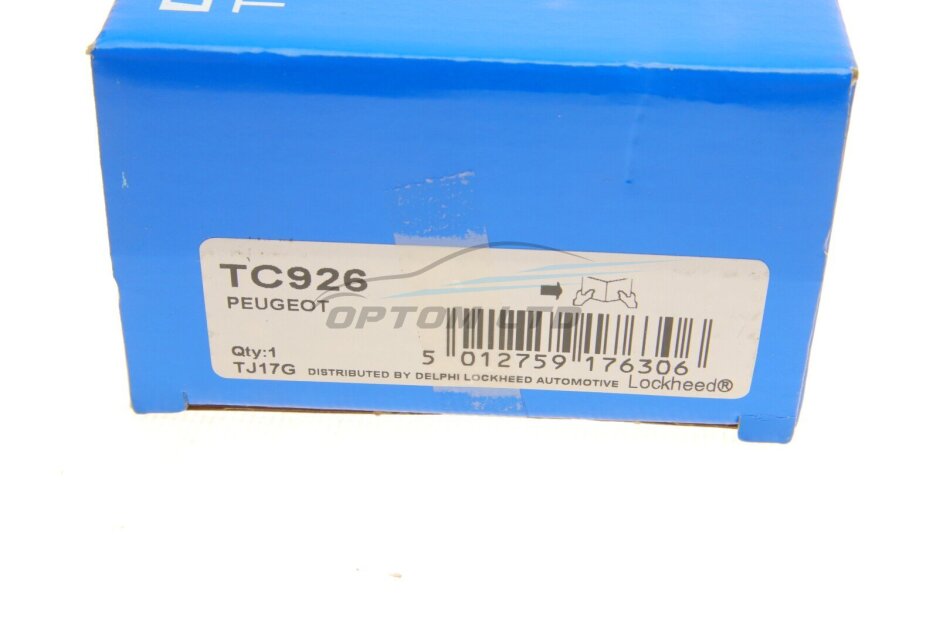 TC926
PEUGEOT
OPTOM LTD
Qty:1
5 012759 176306
TJ17G DISTRIBUTED BY DELPHI LOCKHEED AUTOMOTIVE Lockheed®